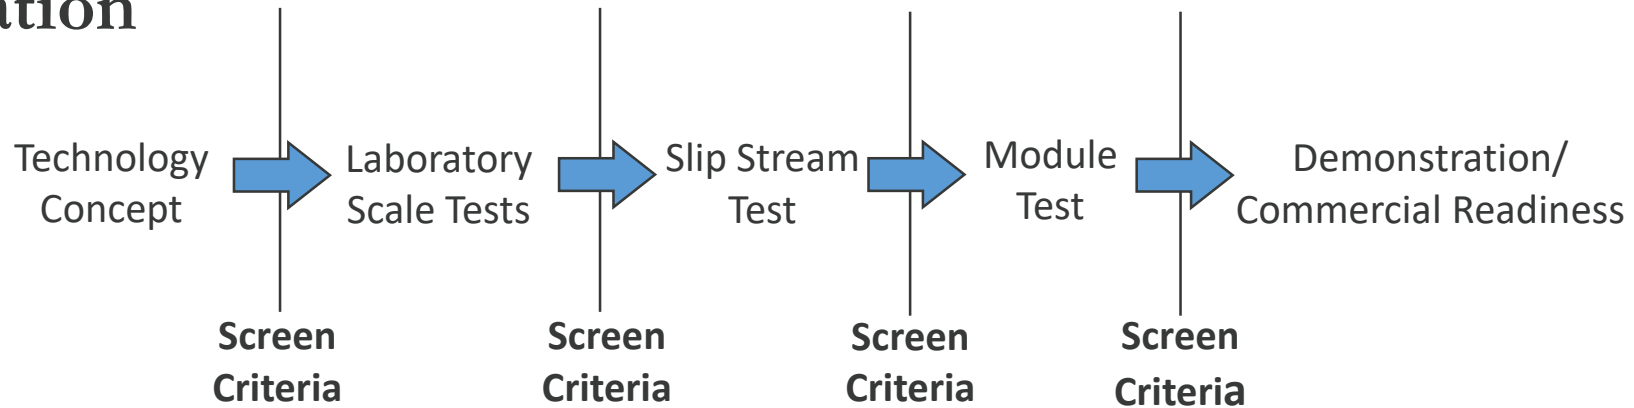 ation
Technology
Concept
Laboratory
Scale Tests
Slip Stream
Test
Module
Test
Demonstration/
Commercial Readiness
Screen
Criteria
Screen
Criteria
Screen
Criteria
Screen
Criteria